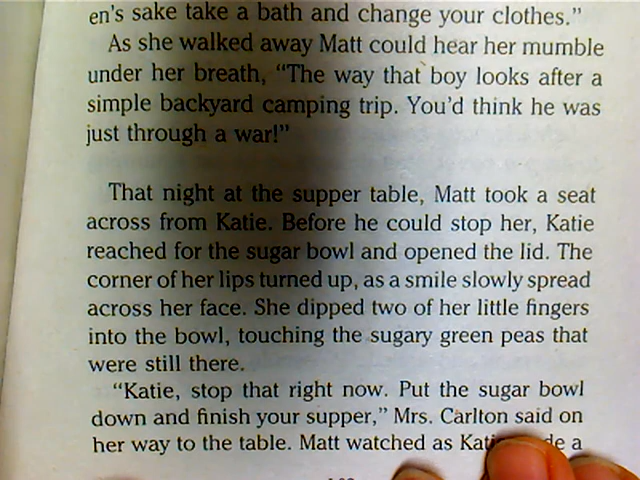 en's sake take a bath and change your clothes."
As she walked away Matt could hear her mumble
under her breath, "The way that boy looks after a
simple backyard camping trip. You'd think he was
just through a war!"
That night at the supper table, Matt took a seat
across from Katie. Before he could stop her, Katie
reached for the sugar bowl and opened the lid. The
corner of her lips turned up, as a smile slowly spread
across her face. She dipped two of her little fingers
into the bowl, touching the sugary green peas that
were still there.
"Katie, stop that right now. Put the sugar bowl
down and finish your supper," Mrs. Carlton said on
her way to the table. Matt watched as a